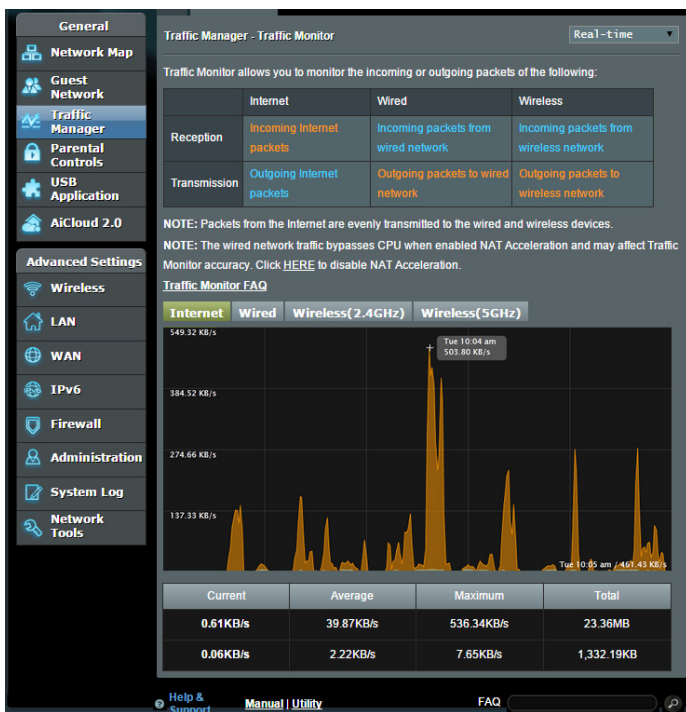 General
Network Map
Guest
Network
Traffic
Manager
Parental
Controls
USB
Application
AiCloud 2.0
Advanced Settings
Wireless
LAN
WAN
IPv6
Firewall
Administration
System Log
Network
Tools
Traffic Manager - Traffic Monitor
Real-time
Traffic Monitor allows you to monitor the incoming or outgoing packets of the following:
Internet Wired Wireless
Reception
Incoming Internet
packets
Incoming packets from
wired network
Incoming packets from
wireless network
Transmission
Outgoing Internet
packets
Outgoing packets to wired
network
Outgoing packets to
wireless network
NOTE: Packets from the Internet are evenly transmitted to the wired and wireless devices.
NOTE: The wired network traffic bypasses CPU when enabled NAT Acceleration and may affect Traffic
Monitor accuracy. Click HERE to disable NAT Acceleration.
Traffic Monitor FAQ
Internet Wired Wireless(2.4GHz) Wireless(5GHz)
549.32 KB/s
Tue 10:04 am
503.80 KB/s
384.52 KB/s
274.66 KB/s
137.33 KB/s
Tue 10:05 am / 461.43 KB/s
Current Average Maximum Total
0.61KB/s 39.87KB/s 536.34KB/s 23.36MB
0.06KB/s 2.22KB/s 7.65KB/s 1,332.19KB
Help &
Support
Manual | Utility
FAQ